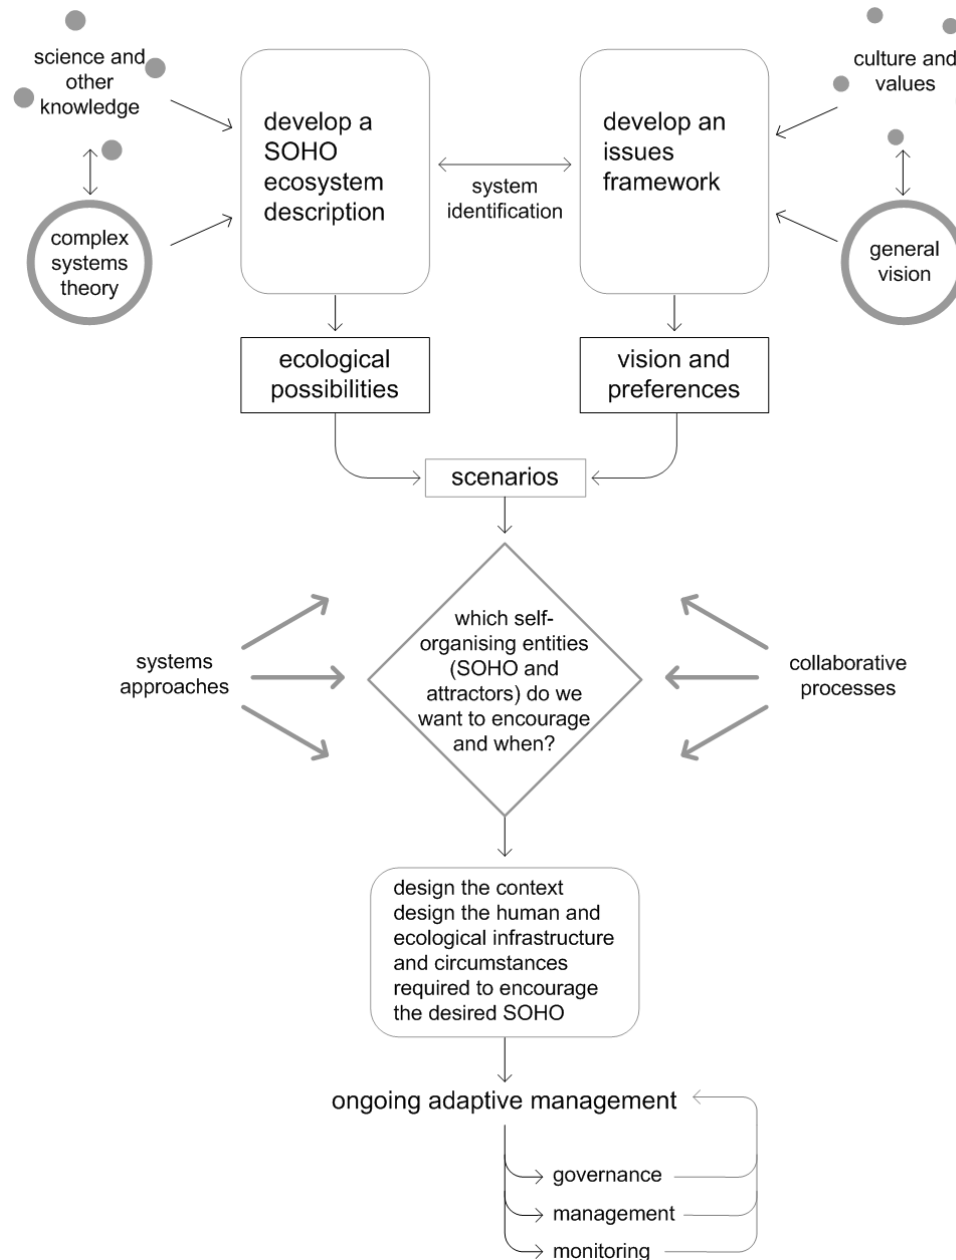 science and
other
knowledge
complex
systems
theory
develop a
SOHO
ecosystem
description
system
identification
develop an
issues
framework
culture and
values
general
vision
ecological
possibilities
vision and
preferences
scenarios
systems
approaches
which self-
organising entities
(SOHO and
attractors) do we
want to encourage
and when?
collaborative
processes
design the context
design the human and
ecological infrastructure
and circumstances
required to encourage
the desired SOHO
ongoing adaptive management
governance
management
monitoring